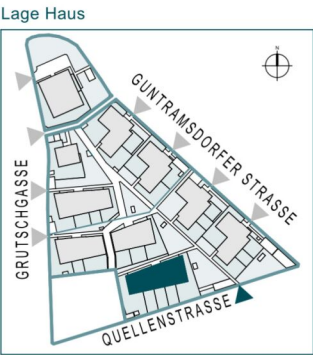 Lage Haus
N
GUNTRAMSDORFER STRASSE
GRUTSCHGASSE
QUELLENSTRASSE